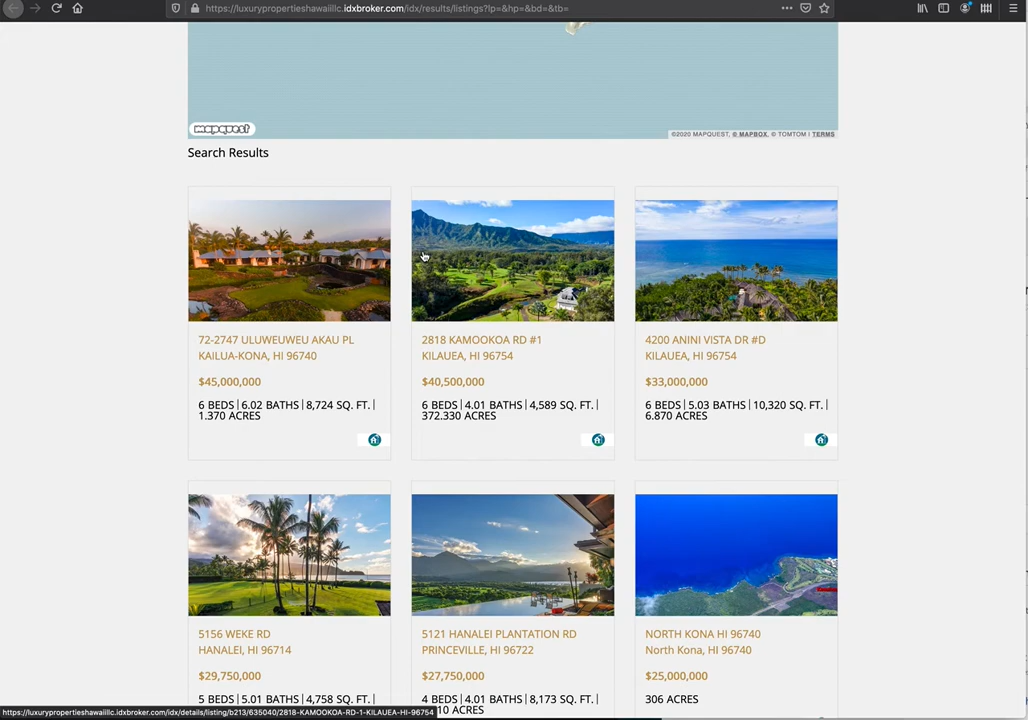 https://luxurypropertieshawaiillc.idxbroker.com/idx/results/listings?lp=&hp=&bd=&tb=
mapquest
©2020 MAPQUEST, © MAPBOX, © TOMTOM | TERMS
Search Results
72-2747 ULUWEUWEU AKAU PL
KAILUA-KONA, HI 96740
$45,000,000
6 BEDS | 6.02 BATHS | 8,724 SQ. FT. |
1.370 ACRES
2818 KAMOOKOA RD #1
KILAUEA, HI 96754
$40,500,000
6 BEDS | 4.01 BATHS | 4,589 SQ. FT. |
372.330 ACRES
4200 ANINI VISTA DR #D
KILAUEA, HI 96754
$33,000,000
6 BEDS | 5.03 BATHS | 10,320 SQ. FT. |
6.870 ACRES
5156 WEKE RD
HANALEI, HI 96714
$29,750,000
5 BEDS | 5.01 BATHS | 4,758 SQ. FT. |
5121 HANALEI PLANTATION RD
PRINCEVILLE, HI 96722
$27,750,000
4 BEDS | 4.01 BATHS | 8,173 SQ. FT. |
10 ACRES
NORTH KONA HI 96740
North Kona, HI 96740
$25,000,000
306 ACRES
https://luxurypropertieshawaiillc.idxbroker.com/idx/details/listing/b213/635040/2818-KAMOOKOA-RD-1-KILAUEA-HI-96754